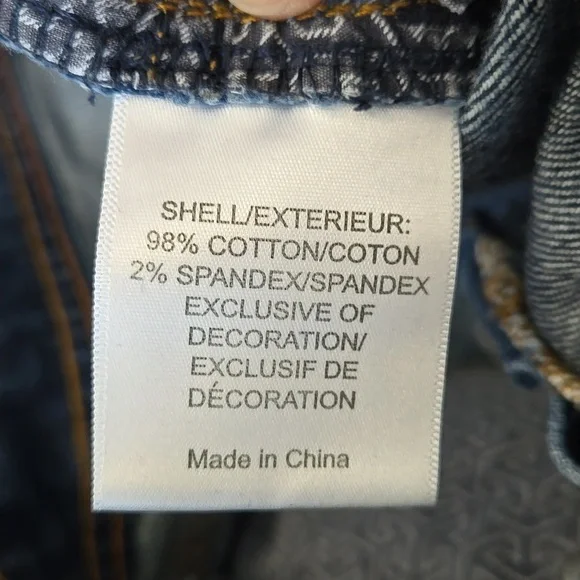 SHELL/EXTERIEUR:
98% COTTON/COTON
2% SPANDEX/SPANDEX
EXCLUSIVE OF
DECORATION/
EXCLUSIF DE
DÉCORATION
Made in China